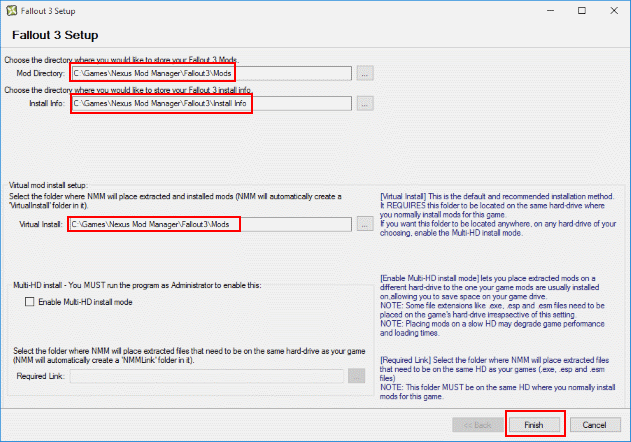 Fallout 3 Setup
Fallout 3 Setup
Choose the directory where you would like to store your Fallout 3 Mods.
Mod Directory: C:\Games\Nexus Mod Manager\Fallout3\Mods ...
Choose the directory where you would like to store your Fallout 3 install info.
Install Info: C:\Games\Nexus Mod Manager\Fallout3\Install Info ...
Virtual mod install setup:
Select the folder where NMM will place extracted and installed mods (NMM will automatically create a
'VirtualInstall' folder in it).
Virtual Install: C:\Games\Nexus Mod Manager\Fallout3\Mods ...
[Virtual Install] This is the default and recommended installation method.
It REQUIRES this folder to be located on the same hard-drive where
you normally install mods for this game.
If you want this folder to be located anywhere, on any hard-drive of your
choosing, enable the Multi-HD install mode.
Multi-HD install - You MUST run the program as Administrator to enable this:
Enable Multi-HD install mode
[Enable Multi-HD install mode] lets you place extracted mods on a
different hard-drive to the one your game mods are usually installed
on,allowing you to save space on your game drive.
NOTE: Some file extensions like .exe, .esp and .esm files need to be
placed on the game's hard-drive irrespective of this setting.
NOTE: Placing mods on a slow HD may degrade game performance
and loading times.
Select the folder where NMM will place extracted files that need to be on the same hard-drive as your game
(NMM will automatically create a 'NMMLink' folder in it).
Required Link: ...
[Required Link] Select the folder where NMM will place extracted files
that need to be on the same HD as your games (.exe, .esp and .esm
files)
NOTE: This folder MUST be on the same HD where you normally install
mods for this game.
<< Back Finish Cancel